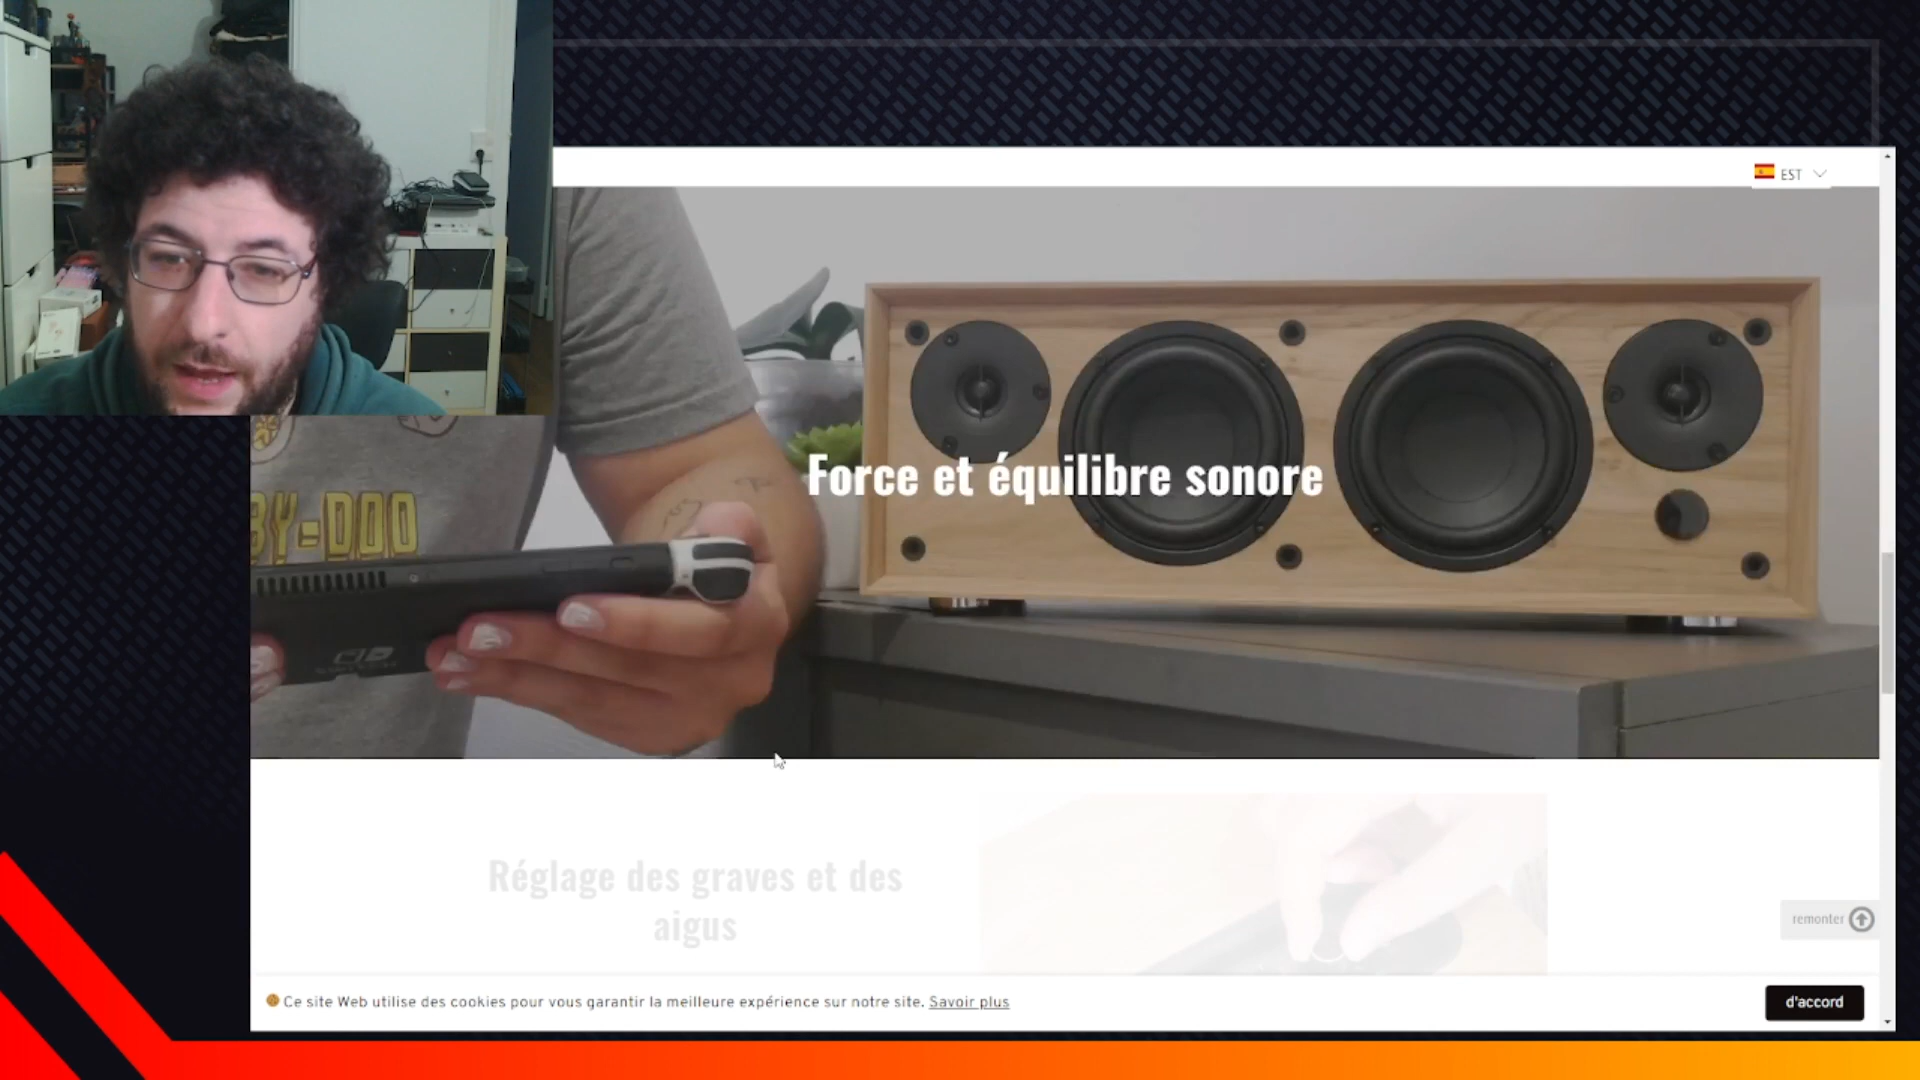 EST
Force et équilibre sonore
BY-DOO
Réglage des graves et des
aigus
remonter
Ce site Web utilise des cookies pour vous garantir la meilleure expérience sur notre site. Savoir plus
d'accord